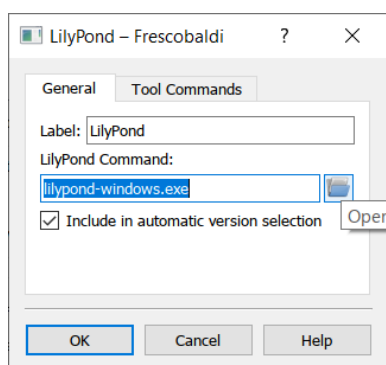 LilyPond – Frescobaldi ?
General Tool Commands
Label: LilyPond
LilyPond Command:
lilypond-windows.exe
Include in automatic version selection
Open
OK Cancel Help